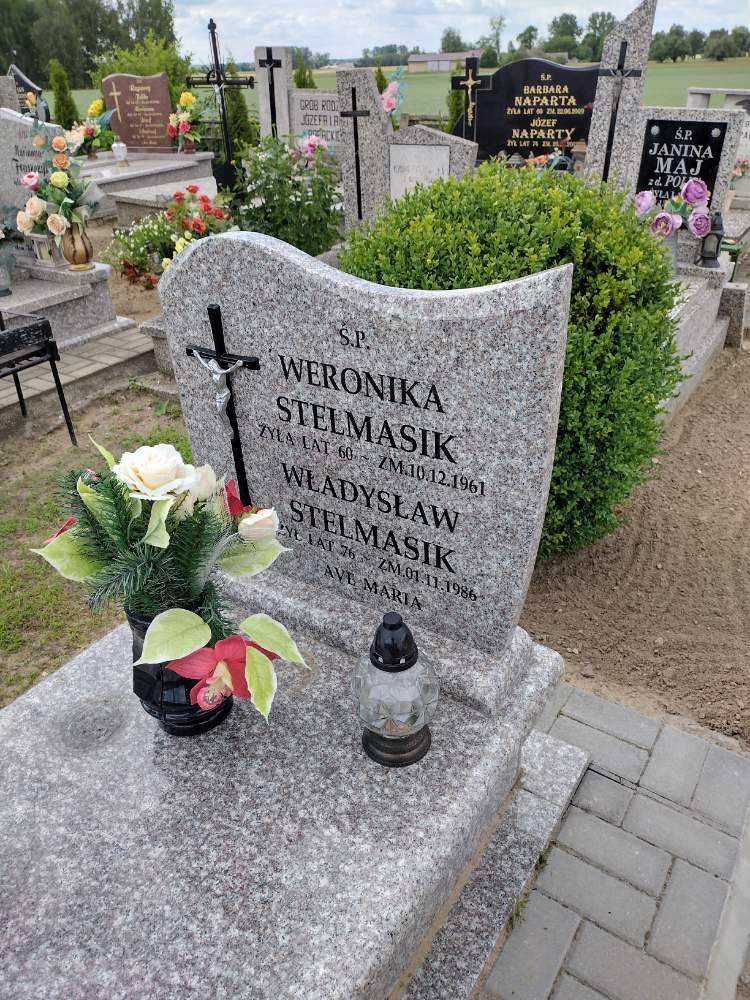 Ś.P.
WERONIKA
STELMASIK
ŻYŁA LAT 60 ZM.10.12.1961
WŁADYSŁAW
STELMASIK
ŻYŁ LAT 76 ZM.01.11.1986
AVE MARIA
Ś.P.
BARBARA
NAPARTA
JÓZEF
NAPARTY
Ś.P.
JANINA
MAJ
GRÓB
JÓZEF